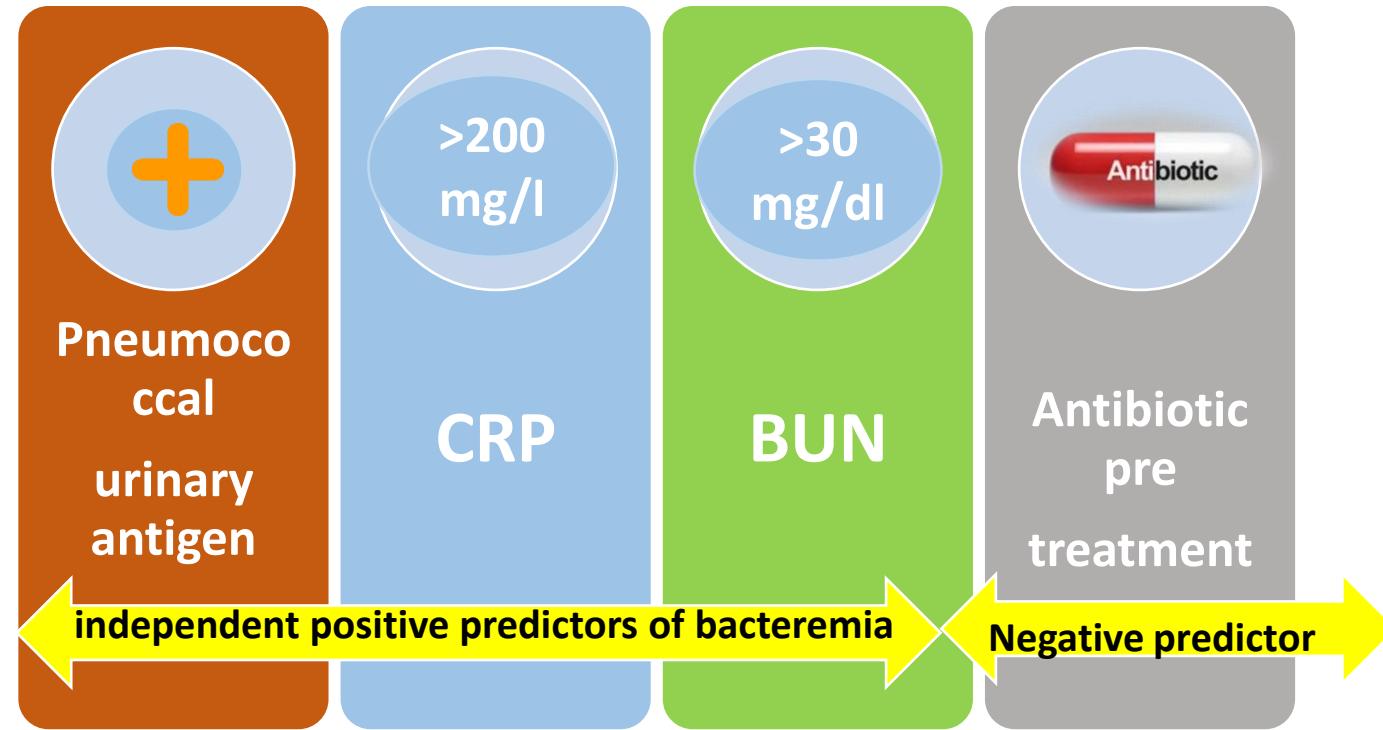 >200
mg/l
>30
mg/dl
Antibiotic
Pneumoco
ccal
urinary
antigen
CRP
BUN
Antibiotic
pre
treatment
independent positive predictors of bacteremia
Negative predictor